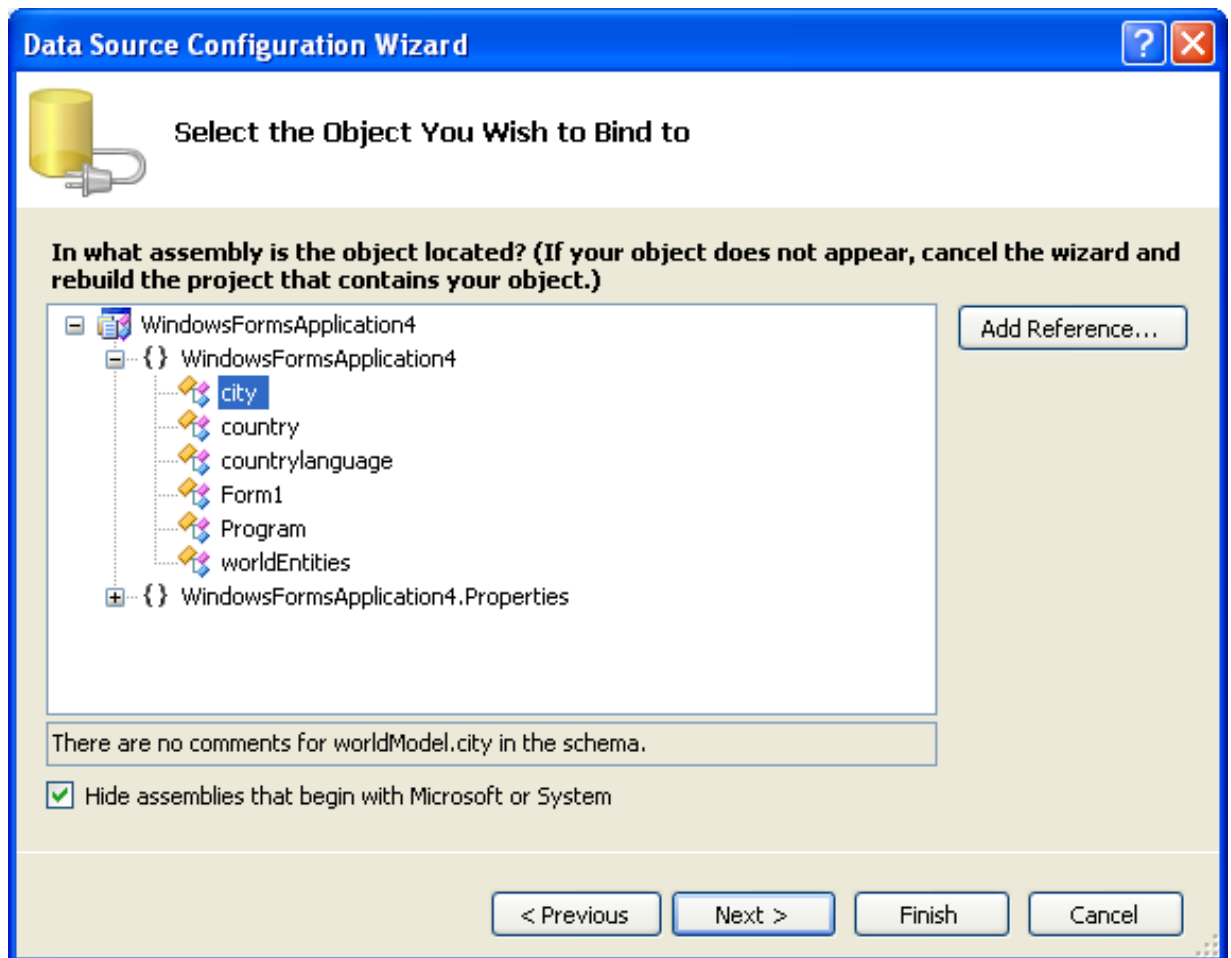 Data Source Configuration Wizard
Select the Object You Wish to Bind to
In what assembly is the object located? (If your object does not appear, cancel the wizard and
rebuild the project that contains your object.)
WindowsFormsApplication4
Add Reference...
{} WindowsFormsApplication4
city
country
countrylanguage
Form1
Program
worldEntities
{} WindowsFormsApplication4.Properties
There are no comments for worldModel.city in the schema.
Hide assemblies that begin with Microsoft or System
< Previous
Next >
Finish
Cancel